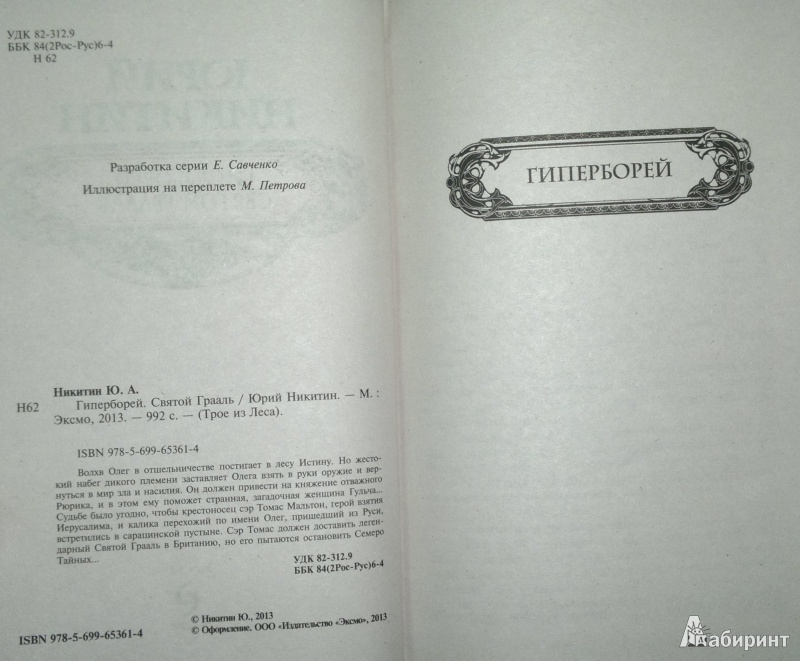 УДК 82-312.9
ББК 84(2Рос-Рус)6-4
Н 62
ЮРИЙ
НИКИТИН
Разработка серии Е. Савченко
Иллюстрация на переплете М. Петрова
Никитин Ю. А.
Н62 Гиперборей. Святой Грааль / Юрий Никитин. — М. :
Эксмо, 2013. — 992 с. — (Трое из Леса).
ISBN 978-5-699-65361-4
Волхв Олег в отшельничестве постигает в лесу Истину. Но жесто-
кий набег дикого племени заставляет Олега взять в руки оружие и вер-
нуться в мир зла и насилия. Он должен привести на княжение отважного
Рюрика, и в этом ему поможет странная, загадочная женщина Гульча...
Судьбе было угодно, чтобы крестоносец сэр Томас Мальтон, герой взятия
Иерусалима, и калика перехожий по имени Олег, пришедший из Руси,
встретились в сарацинской пустыне. Сэр Томас должен доставить леген-
дарный Святой Грааль в Британию, но его пытаются остановить Семеро
Тайных...
УДК 82-312.9
ББК 84(2Рос-Рус)6-4
© Никитин Ю., 2013
© Оформление. ООО «Издательство «Эксмо», 2013
ISBN 978-5-699-65361-4
ГИПЕРБОРЕЙ
Лабиринт